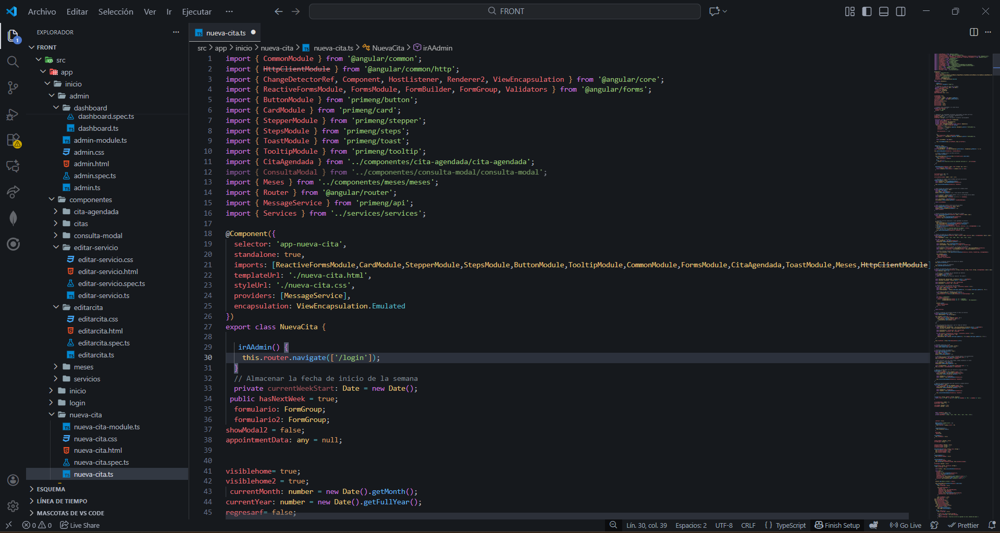 Archivo Editar Selección Ver Ir Ejecutar ··· FRONT
EXPLORADOR ···
FRONT
src
app
inicio
admin
dashboard
dashboard.spec.ts
dashboard.ts
admin-module.ts
admin.css
admin.html
admin.spec.ts
admin.ts
componentes
cita-agendada
citas
consulta-modal
editar-servicio
editar-servicio.css
editar-servicio.html
editar-servicio.spec.ts
editar-servicio.ts
editarcita
editarcita.css
editarcita.html
editarcita.spec.ts
editarcita.ts
meses
servicios
inicio
login
nueva-cita
nueva-cita-module.ts
nueva-cita.css
nueva-cita.html
nueva-cita.spec.ts
nueva-cita.ts
ESQUEMA
LÍNEA DE TIEMPO
MASCOTAS DE VS CODE
nueva-cita.ts
src > app > inicio > nueva-cita > nueva-cita.ts > NuevaCita > irAAdmin
1 import { CommonModule } from '@angular/common';
2 import { HttpClientModule } from '@angular/common/http';
3 import { ChangeDetectorRef, Component, HostListener, Renderer2, ViewEncapsulation } from '@angular/core';
4 import { ReactiveFormsModule, FormsModule, FormBuilder, FormGroup, Validators } from '@angular/forms';
5 import { ButtonModule } from 'primeng/button';
6 import { CardModule } from 'primeng/card';
7 import { StepperModule } from 'primeng/stepper';
8 import { StepsModule } from 'primeng/steps';
9 import { ToastModule } from 'primeng/toast';
10 import { TooltipModule } from 'primeng/tooltip';
11 import { CitaAgendada } from '../componentes/cita-agendada/cita-agendada';
12 import { ConsultaModal } from '../componentes/consulta-modal/consulta-modal';
13 import { Meses } from '../componentes/meses/meses';
14 import { Router } from '@angular/router';
15 import { MessageService } from 'primeng/api';
16 import { Services } from '../services/services';
17
18 @Component({
19 selector: 'app-nueva-cita',
20 standalone: true,
21 imports: [ReactiveFormsModule,CardModule,StepperModule,StepsModule,ButtonModule,TooltipModule,CommonModule,FormsModule,CitaAgendada,ToastModule,Meses,HttpClientModule]
22 templateUrl: './nueva-cita.html',
23 styleUrl: './nueva-cita.css',
24 providers: [MessageService],
25 encapsulation: ViewEncapsulation.Emulated
26 })
27 export class NuevaCita {
28
29 irAAdmin() {
30 this.router.navigate(['/login']);
31 }
32 // Almacenar la fecha de inicio de la semana
33 private currentWeekStart: Date = new Date();
34 public hasNextWeek = true;
35 formulario: FormGroup;
36 formulario2: FormGroup;
37 showModal2 = false;
38 appointmentData: any = null;
39
40
41 visiblehome= true;
42 visiblehome2 = true;
43 currentMonth: number = new Date().getMonth();
44 currentYear: number = new Date().getFullYear();
45 regresarf= false;
0 0 Live Share Lín. 30, col. 39 Espacios: 2 UTF-8 CRLF { } TypeScript Finish Setup Go Live Prettier